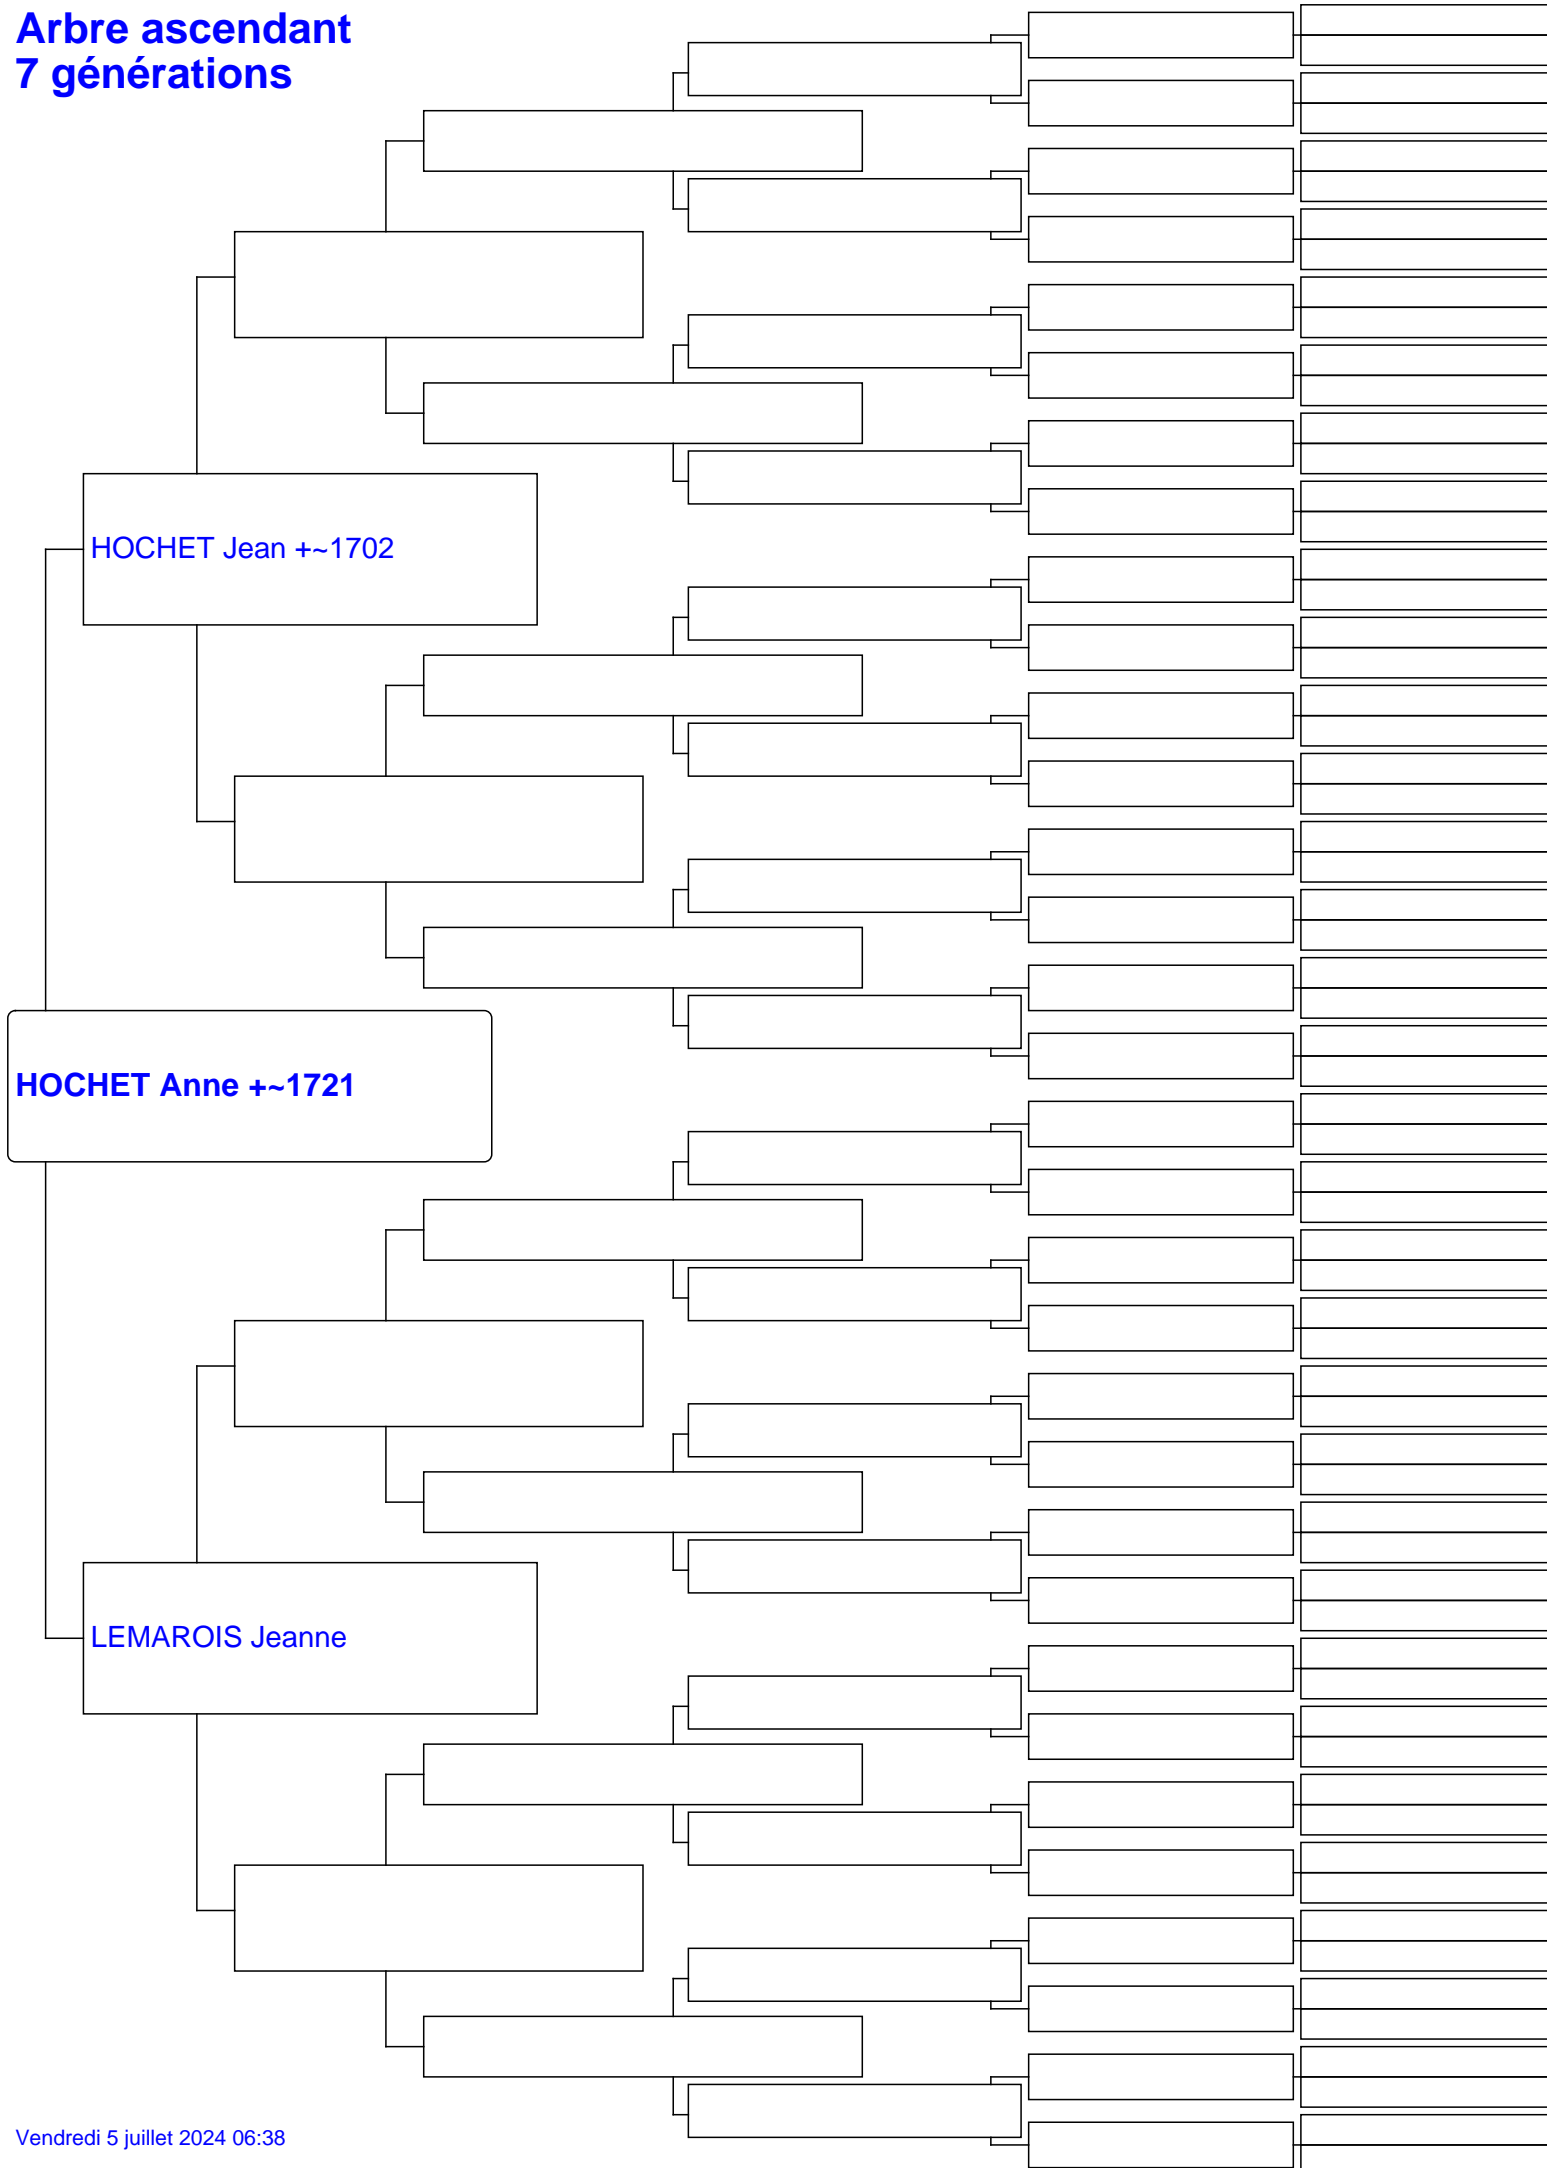 Arbre ascendant
7 générations
HOCHET Jean +~1702
HOCHET Anne +~1721
LEMAROIS Jeanne
Vendredi 5 juillet 2024 06:38